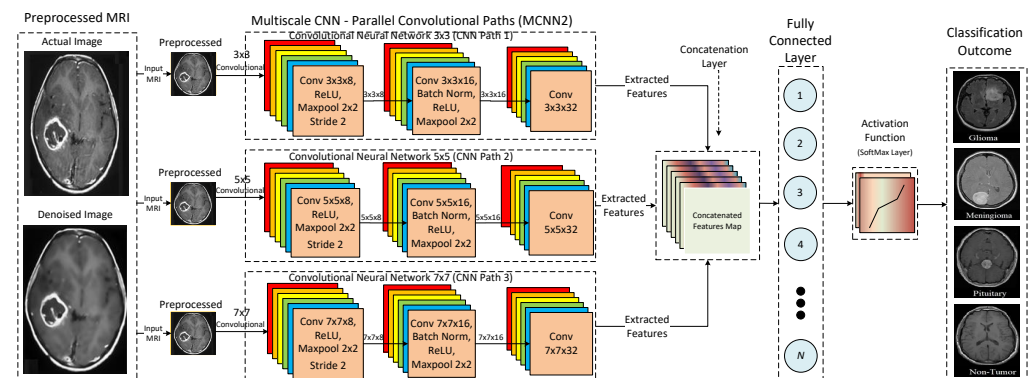 Preprocessed MRI
Actual Image
Denoised Image
Input
MRI
Preprocessed
Input
MRI
Preprocessed
Input
MRI
Preprocessed
Multiscale CNN - Parallel Convolutional Paths (MCNN2)
Convolutional Neural Network 3x3 (CNN Path 1)
3x3
Convolutional
Conv 3x3x8,
ReLU,
Maxpool 2x2
Stride 2
3x3x8
Conv 3x3x16,
Batch Norm,
ReLU,
Maxpool 2x2
3x3x16
Conv
3x3x32
Extracted
Features
Convolutional Neural Network 5x5 (CNN Path 2)
5x5
Convolutional
Conv 5x5x8,
ReLU,
Maxpool 2x2
Stride 2
5x5x8
Conv 5x5x16,
Batch Norm,
ReLU,
Maxpool 2x2
5x5x16
Conv
5x5x32
Extracted
Features
Convolutional Neural Network 7x7 (CNN Path 3)
7x7
Convolutional
Conv 7x7x8,
ReLU,
Maxpool 2x2
Stride 2
7x7x8
Conv 7x7x16,
Batch Norm,
ReLU,
Maxpool 2x2
7x7x16
Conv
7x7x32
Extracted
Features
Concatenation
Layer
Concatenated
Features Map
Fully
Connected
Layer
1
2
3
4
N
Activation
Function
(SoftMax Layer)
Classification
Outcome
Glioma
Meningioma
Pituitary
Non-Tumor